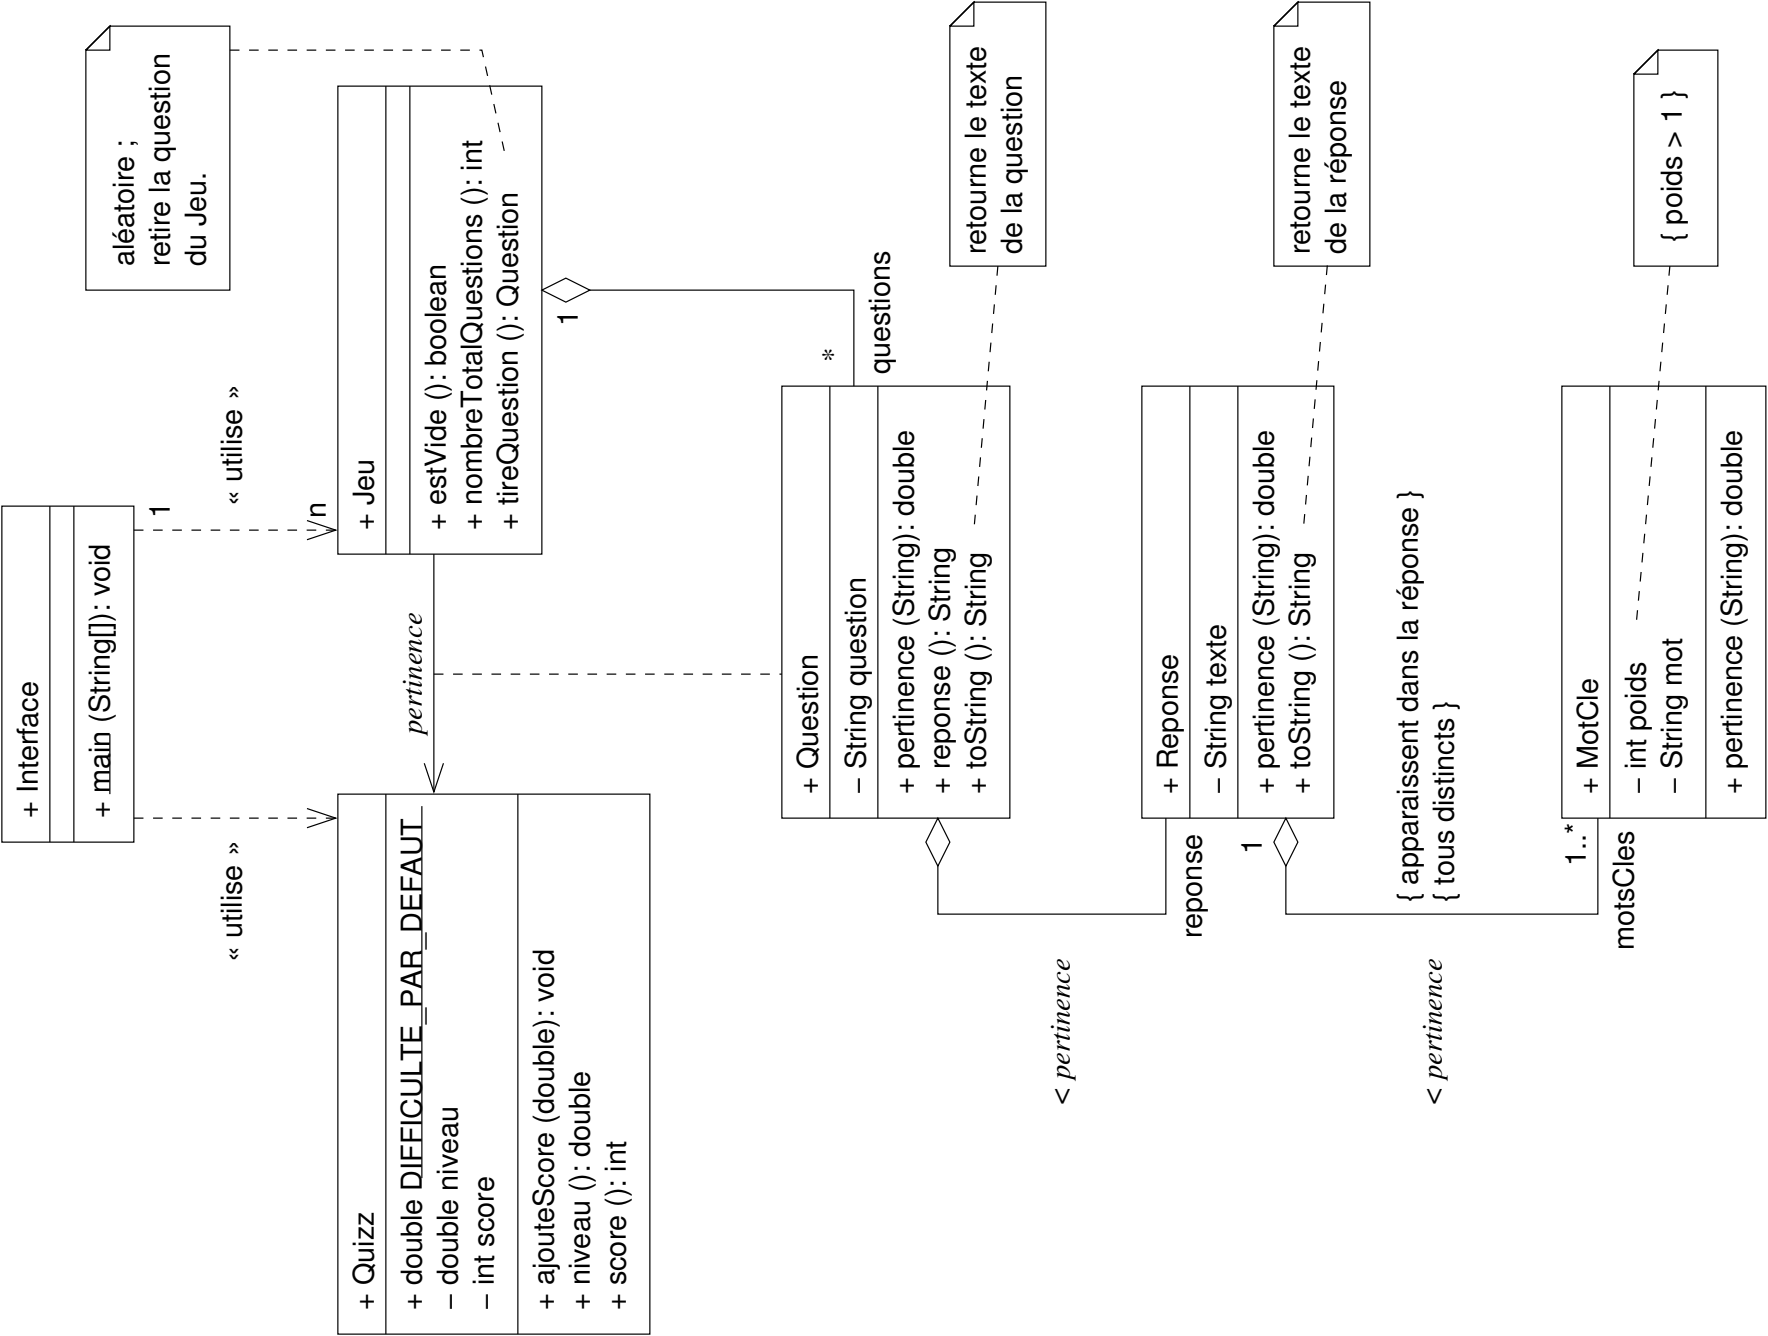 + Interface
+ main (String[]): void
« utilise »
« utilise »
1
n
aléatoire ;
retire la question
du Jeu.
+ Quizz
+ double DIFFICULTE_PAR_DEFAUT
− double niveau
− int score
+ ajouteScore (double): void
+ niveau (): double
+ score (): int
pertinence
+ Jeu
+ estVide (): boolean
+ nombreTotalQuestions (): int
+ tireQuestion (): Question
1
*
questions
+ Question
− String question
+ pertinence (String): double
+ reponse (): String
+ toString (): String
retourne le texte
de la question
< pertinence
reponse
+ Reponse
− String texte
+ pertinence (String): double
+ toString (): String
retourne le texte
de la réponse
1
{ apparaissent dans la réponse }
{ tous distincts }
< pertinence
1..*
motsCles
+ MotCle
− int poids
− String mot
+ pertinence (String): double
{ poids > 1 }